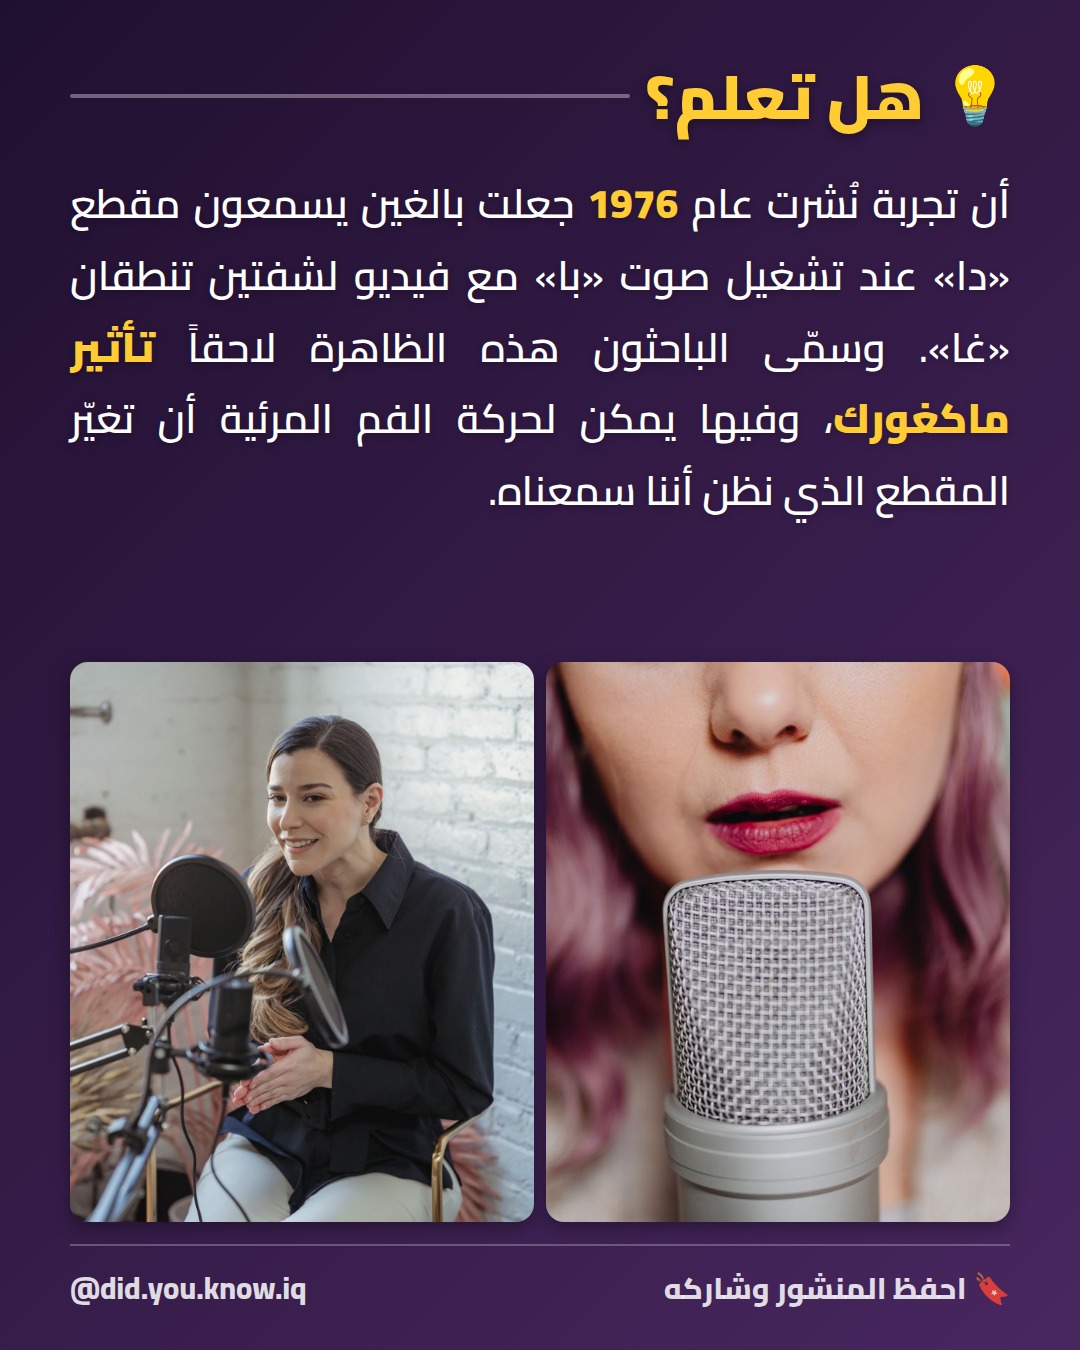 هل تعلم؟
أن تجربة نُشرت عام 1976 جعلت بالغين يسمعون مقطع
«دا» عند تشغيل صوت «با» مع فيديو لشفتين تنطقان
«غا». وسمّى الباحثون هذه الظاهرة لاحقاً تأثير
ماكغورك، وفيها يمكن لحركة الفم المرئية أن تغيّر
المقطع الذي نظن أننا سمعناه.
احفظ المنشور وشاركه
@did.you.know.iq